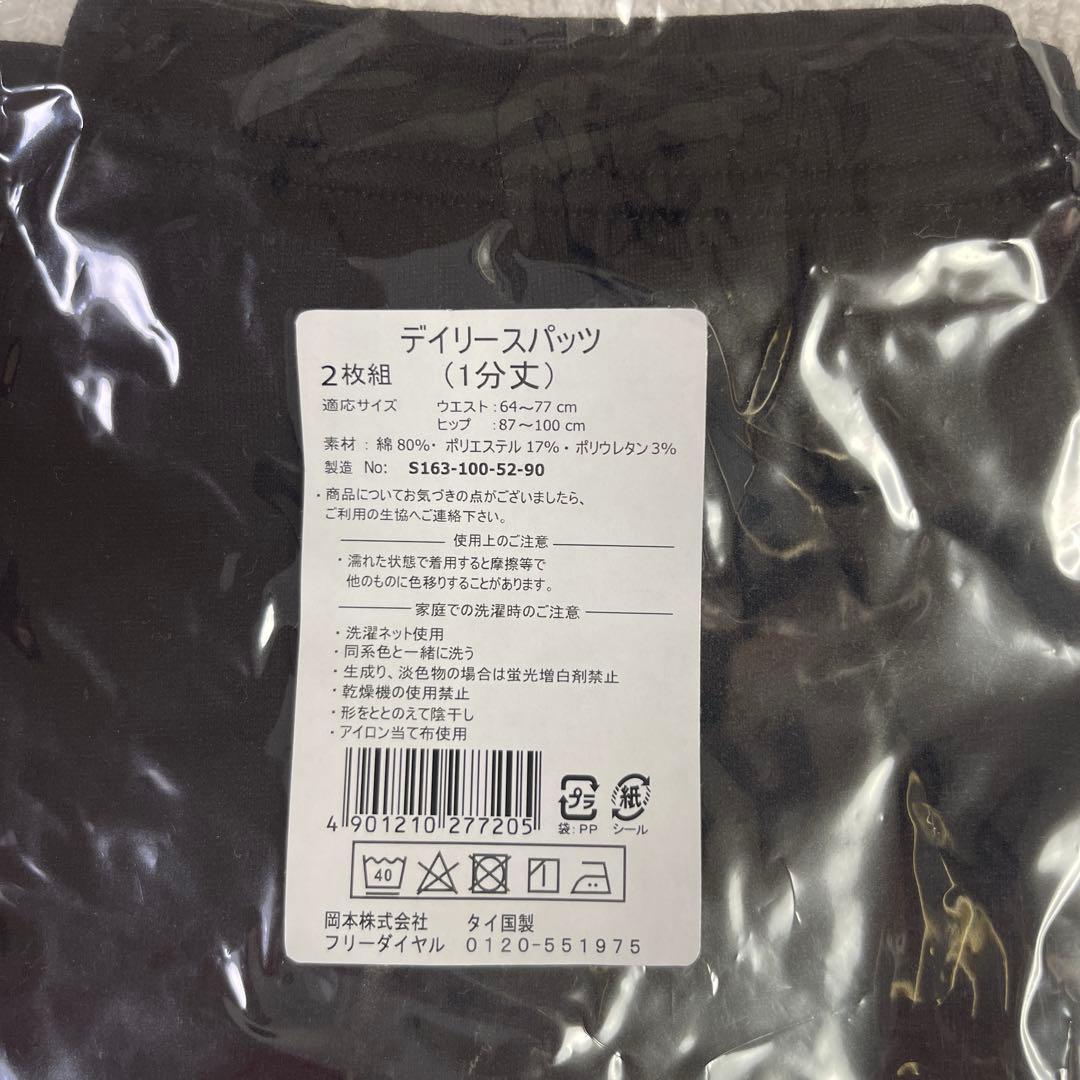 デイリースパッツ
2枚組 （1分丈）
適応サイズ ウエスト：64～77 cm
ヒップ ：87～100 cm
素材：綿 80%・ポリエステル 17%・ポリウレタン 3%
製造 No: S163-100-52-90
・商品についてお気づきの点がございましたら、
ご利用の生協へご連絡下さい。
使用上のご注意
・濡れた状態で着用すると摩擦等で
他のものに色移りすることがあります。
家庭での洗濯時のご注意
・洗濯ネット使用
・同系色と一緒に洗う
・生成り、淡色物の場合は蛍光増白剤禁止
・乾燥機の使用禁止
・形をととのえて陰干し
・アイロン当て布使用
4 901210 277205
プラ 紙
袋：PP シール
40
岡本株式会社 タイ国製
フリーダイヤル 0120-551975